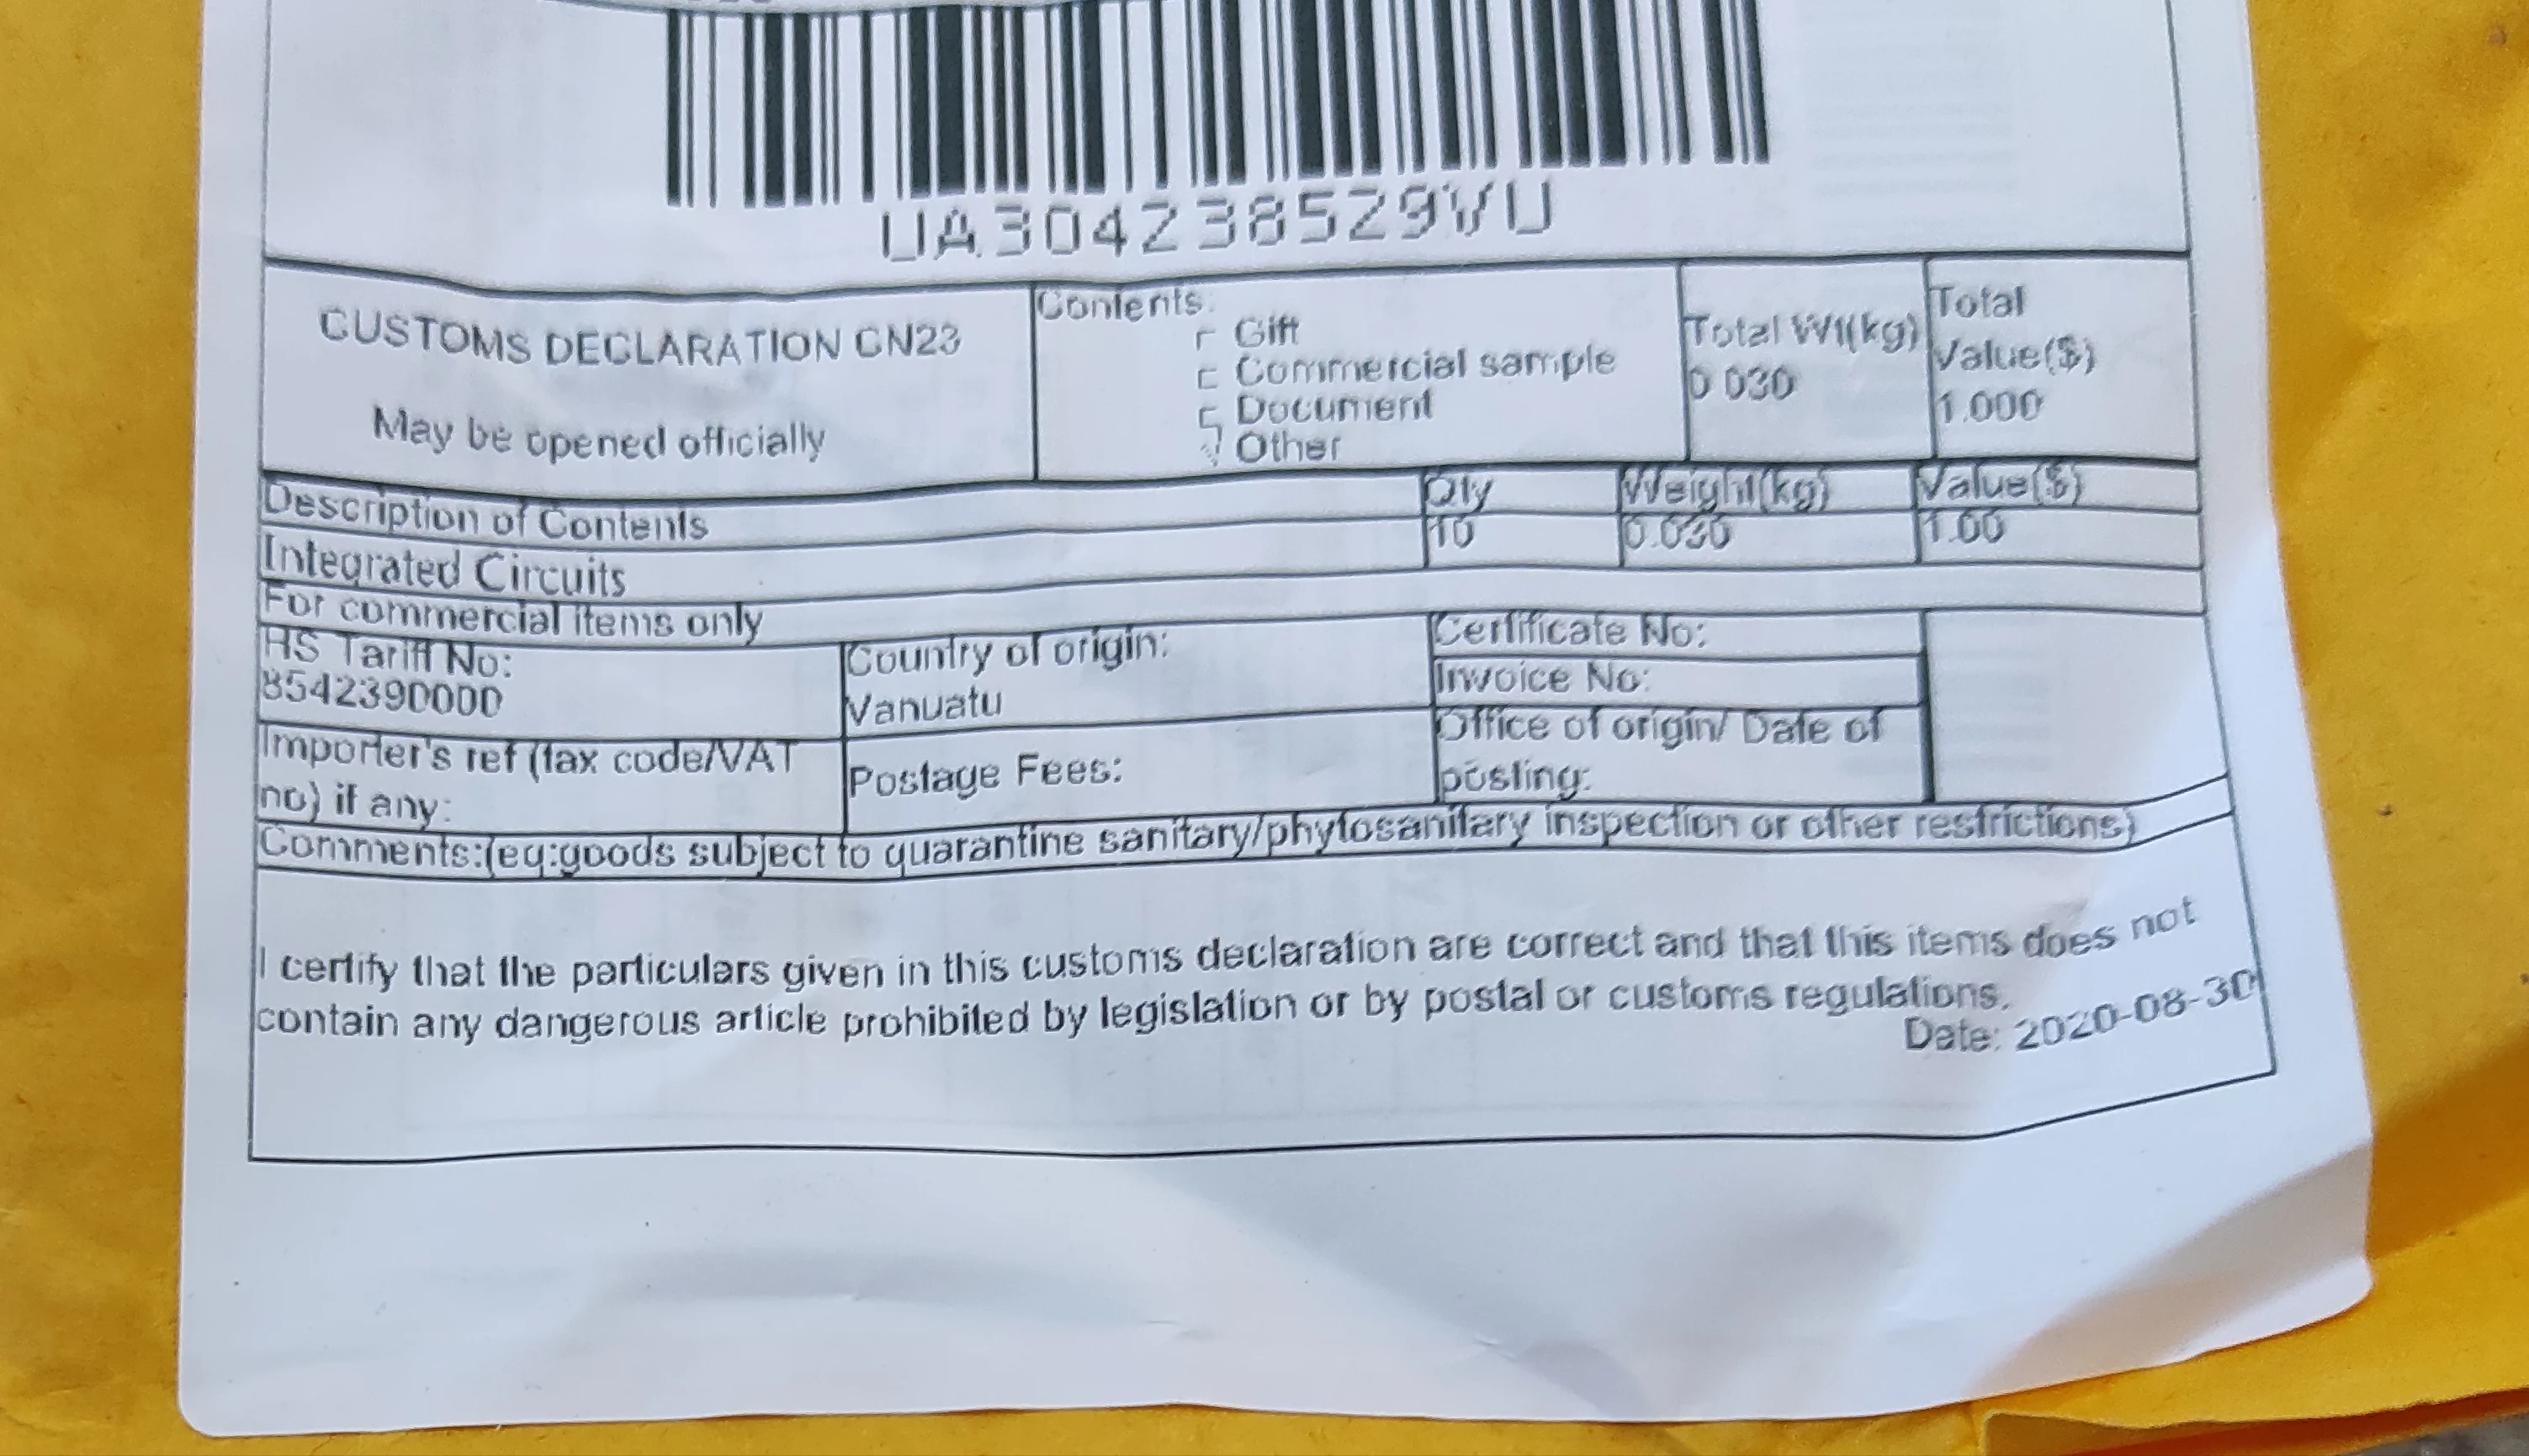 UA304238529VU
CUSTOMS DECLARATION CN23
May be opened officially
Contents:
Gift
Commercial sample
Document
Other
Total Wt(kg)
0.030
Total
Value($)
1.000
Description of Contents Qty Weight(kg) Value($)
Integrated Circuits 10 0.030 1.00
For commercial items only
HS Tariff No:
8542390000
Country of origin:
Vanuatu
Certificate No:
Invoice No:
Importer's ref (tax code/VAT
no) if any:
Postage Fees:
Office of origin/ Date of
posting:
Comments:(eq:goods subject to quarantine sanitary/phytosanitary inspection or other restrictions)
I certify that the particulars given in this customs declaration are correct and that this items does not
contain any dangerous article prohibited by legislation or by postal or customs regulations.
Date: 2020-08-30